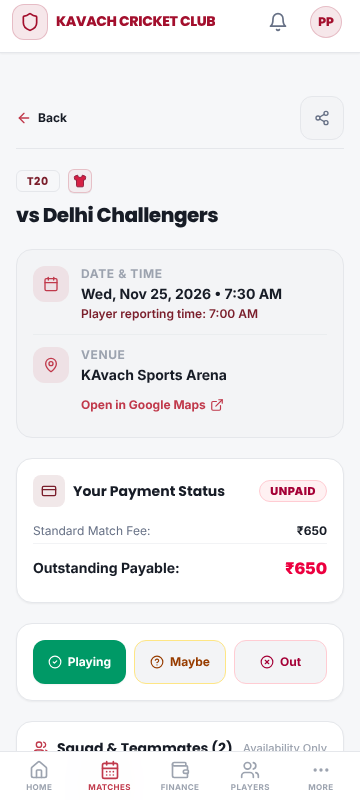 KAVACH CRICKET CLUB
PP
Back
T20
vs Delhi Challengers
DATE & TIME
Wed, Nov 25, 2026 • 7:30 AM
Player reporting time: 7:00 AM
VENUE
KAvach Sports Arena
Open in Google Maps
Your Payment Status
UNPAID
Standard Match Fee:
₹650
Outstanding Payable:
₹650
Playing
Maybe
Out
Squad & Teammates (2)
Availability Only
HOME
MATCHES
FINANCE
PLAYERS
MORE